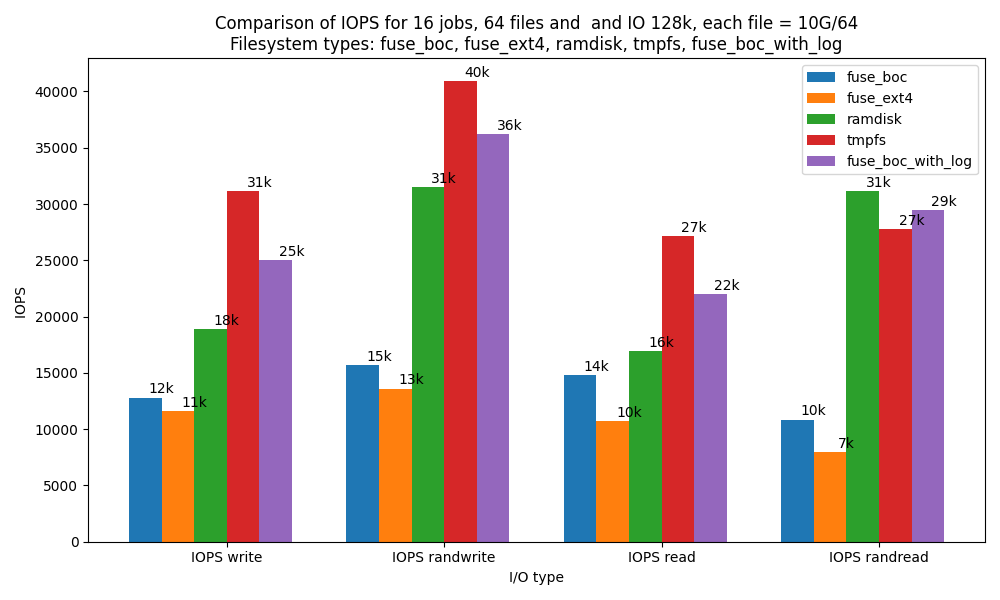 Comparison of IOPS for 16 jobs, 64 files and  and IO 128k, each file = 10G/64
Filesystem types: fuse_boc, fuse_ext4, ramdisk, tmpfs, fuse_boc_with_log
fuse_boc
fuse_ext4
ramdisk
tmpfs
fuse_boc_with_log
IOPS
40000
35000
30000
25000
20000
15000
10000
5000
0
12k
11k
18k
31k
25k
15k
13k
31k
40k
36k
14k
10k
16k
27k
22k
10k
7k
31k
27k
29k
IOPS write
IOPS randwrite
IOPS read
IOPS randread
I/O type